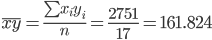 \overline{xy} = \frac{\sum x_i y_i}{n} = \frac{2751}{17} = 161.824